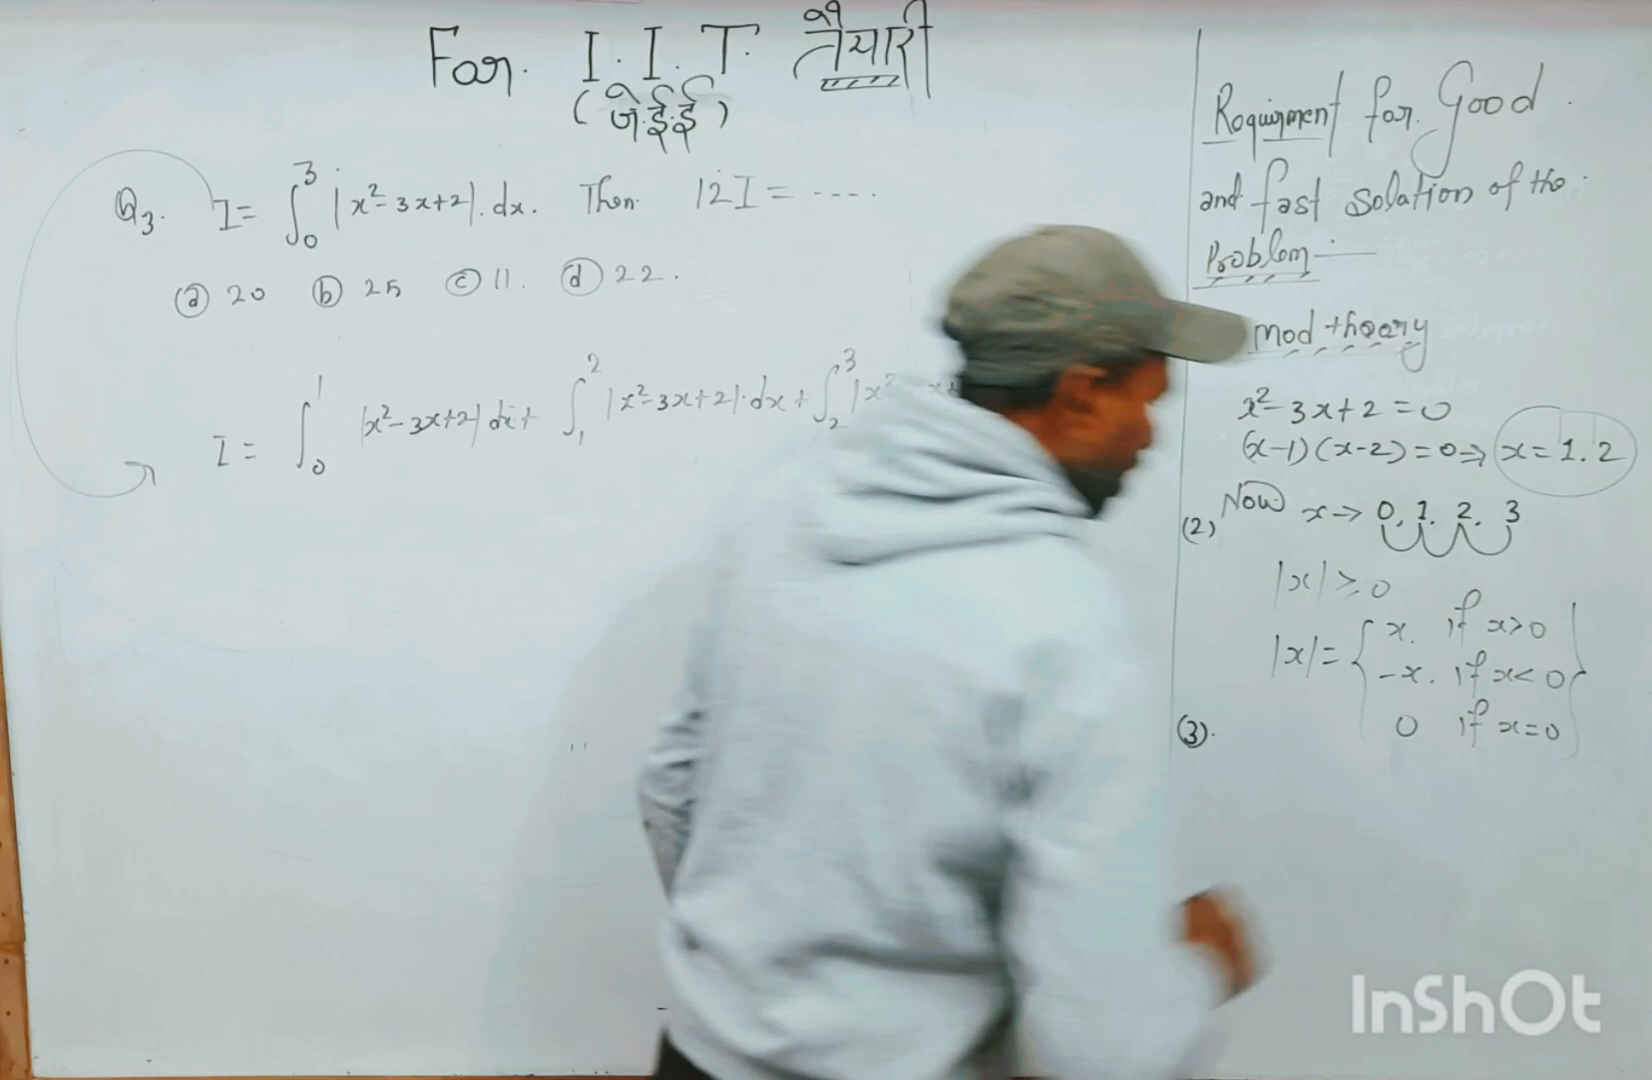 For. I. I. T. तैयारी
(जे.ई.ई)
Q3. I= ∫₀³ |x²-3x+2|.dx. Then 12I = ----.
(a) 20 (b) 25 (c) 11. (d) 22.
I = ∫₀¹ |x²-3x+2| dx + ∫₁² |x²-3x+2|.dx + ∫₂³ |x²
Requirment for Good
and fast solation of the
Problem
mod theory
x²-3x+2=0
(x-1)(x-2)=0 ⇒ x=1.2
(2) Now x→ 0. 1. 2. 3
|x|≥0
|x|= { x. if x>0
-x. if x<0
(3). 0 if x=0 }
InShOt